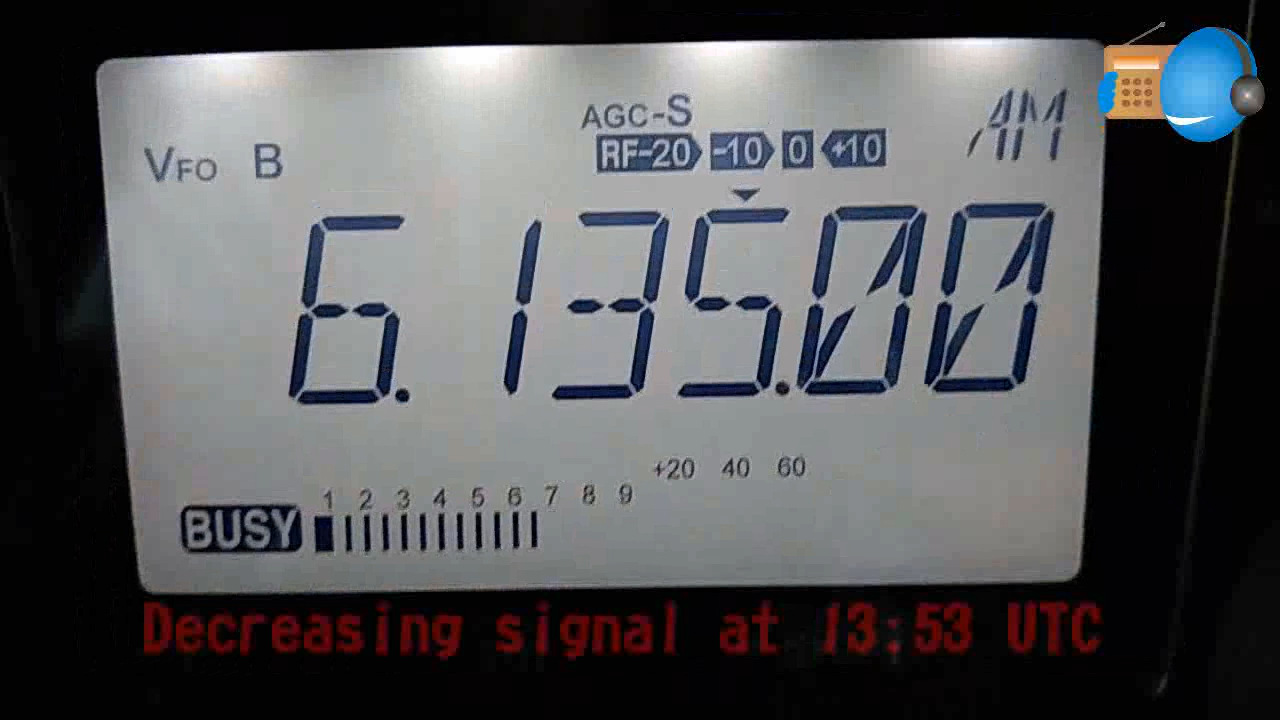 AGC-S
AM
VFO B
RF-20 -10 0 +10
6.135.00
+20 40 60
1 2 3 4 5 6 7 8 9
BUSY
Decreasing signal at 13:53 UTC